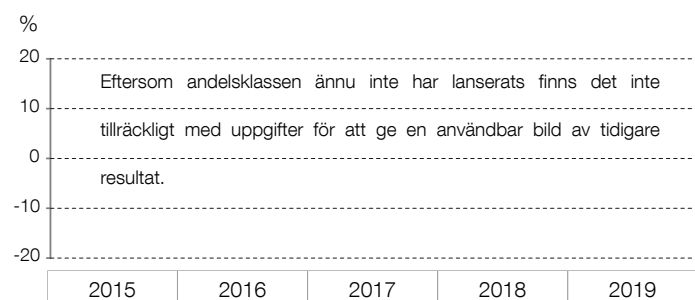 %
20
Eftersom andelsklassen ännu inte har lanserats finns det inte
10
tillräckligt med uppgifter för att ge en användbar bild av tidigare
0
resultat.
-10
-20
2015 2016 2017 2018 2019